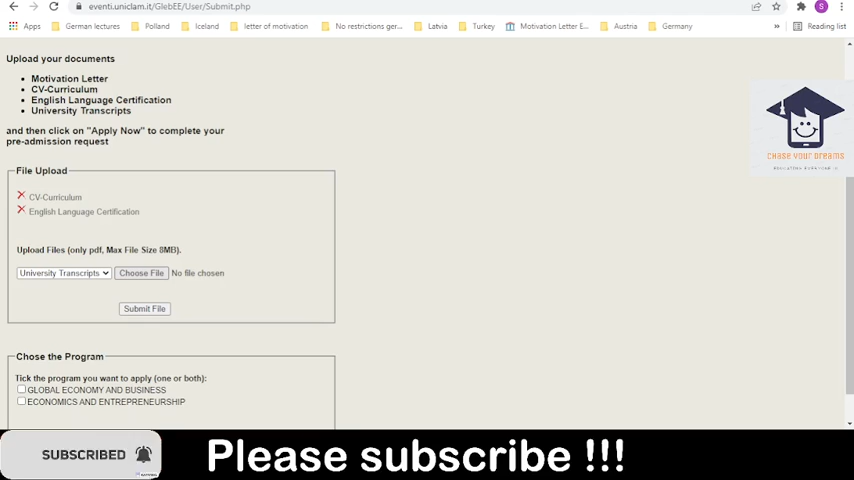 eventi.uniclam.it/GlebEE/User/Submit.php
S
Apps German lectures Poland Iceland letter of motivation No restrictions ger... Latvia Turkey Motivation Letter E... Austria Germany » Reading list
Upload your documents
• Motivation Letter
• CV-Curriculum
• English Language Certification
• University Transcripts
and then click on "Apply Now" to complete your
pre-admission request
CHASE YOUR DREAMS
File Upload
CV-Curriculum
English Language Certification
Upload Files (only pdf, Max File Size 8MB).
University Transcripts Choose File No file chosen
Submit File
Chose the Program
Tick the program you want to apply (one or both):
GLOBAL ECONOMY AND BUSINESS
ECONOMICS AND ENTREPRENEURSHIP
SUBSCRIBED
Please subscribe !!!